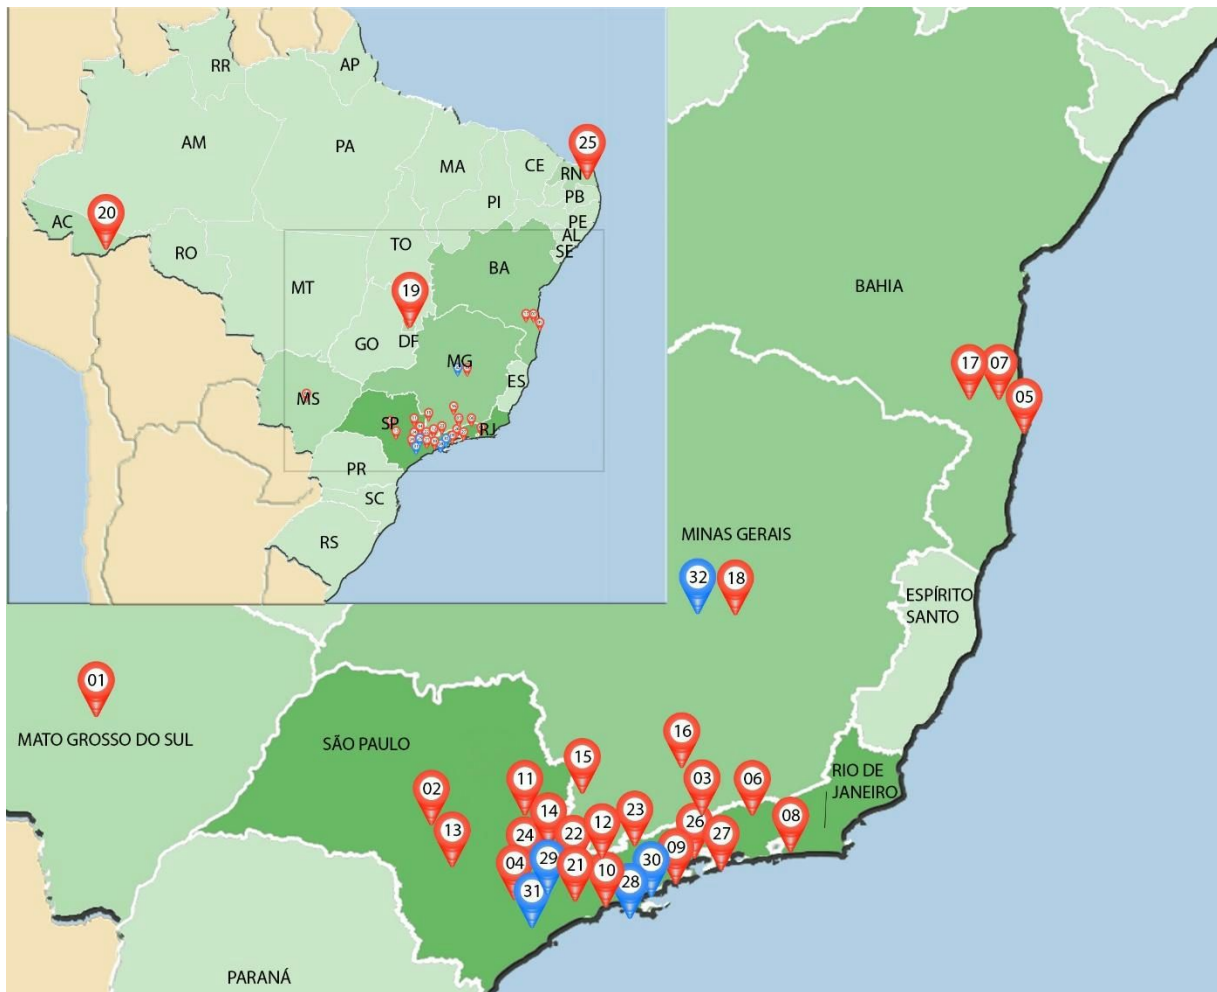 RR
AP
25
AM
PA
MA
CE
RN
PB
20
PI
PE
AC
AL
RO
TO
SE
BA
MT
BAHIA
19
GO
DF
17
07
MG
05
ES
MS
SP
RJ
PR
SC
RS
MINAS GERAIS
32
18
ESPÍRITO
SANTO
01
MATO GROSSO DO SUL
SÃO PAULO
16
15
RIO DE
JANEIRO
02
11
03
06
13
14
12
23
24
22
26
27
08
04
29
21
10
30
09
31
28
PARANÁ